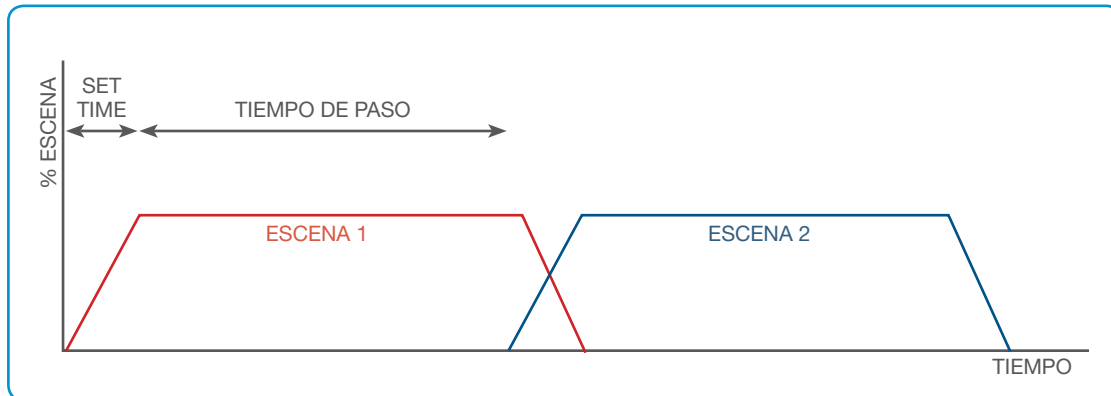 % ESCENA
SET
TIME
TIEMPO DE PASO
ESCENA 1
ESCENA 2
TIEMPO